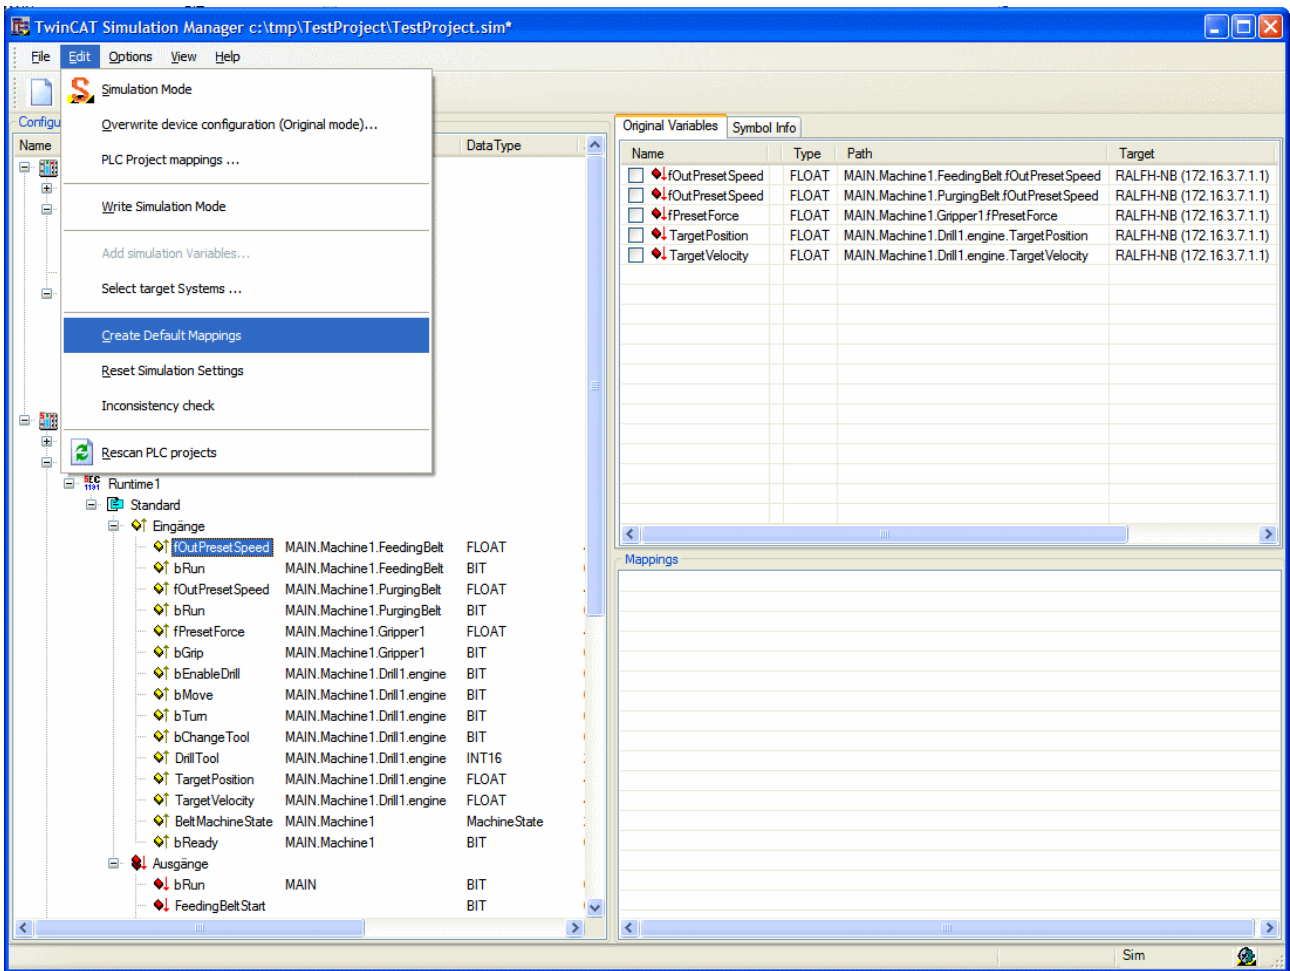 TwinCAT Simulation Manager c:\tmp\TestProject\TestProject.sim*
File Edit Options View Help
Simulation Mode
Overwrite device configuration (Original mode)...
PLC Project mappings ...
Write Simulation Mode
Add simulation Variables...
Select target Systems ...
Create Default Mappings
Reset Simulation Settings
Inconsistency check
Rescan PLC projects
Configu
Name DataType
Runtime1
Standard
Eingänge
fOutPresetSpeed MAIN.Machine1.FeedingBelt FLOAT
bRun MAIN.Machine1.FeedingBelt BIT
fOutPresetSpeed MAIN.Machine1.PurgingBelt FLOAT
bRun MAIN.Machine1.PurgingBelt BIT
fPresetForce MAIN.Machine1.Gripper1 FLOAT
bGrip MAIN.Machine1.Gripper1 BIT
bEnableDrill MAIN.Machine1.Drill1.engine BIT
bMove MAIN.Machine1.Drill1.engine BIT
bTurn MAIN.Machine1.Drill1.engine BIT
bChangeTool MAIN.Machine1.Drill1.engine BIT
DrillTool MAIN.Machine1.Drill1.engine INT16
TargetPosition MAIN.Machine1.Drill1.engine FLOAT
TargetVelocity MAIN.Machine1.Drill1.engine FLOAT
BeltMachineState MAIN.Machine1 MachineState
bReady MAIN.Machine1 BIT
Ausgänge
bRun MAIN BIT
FeedingBeltStart BIT
Original Variables Symbol Info
Name Type Path Target
fOutPresetSpeed FLOAT MAIN.Machine1.FeedingBelt.fOutPresetSpeed RALFH-NB (172.16.3.7.1.1)
fOutPresetSpeed FLOAT MAIN.Machine1.PurgingBelt.fOutPresetSpeed RALFH-NB (172.16.3.7.1.1)
fPresetForce FLOAT MAIN.Machine1.Gripper1.fPresetForce RALFH-NB (172.16.3.7.1.1)
TargetPosition FLOAT MAIN.Machine1.Drill1.engine.TargetPosition RALFH-NB (172.16.3.7.1.1)
TargetVelocity FLOAT MAIN.Machine1.Drill1.engine.TargetVelocity RALFH-NB (172.16.3.7.1.1)
Mappings
Sim